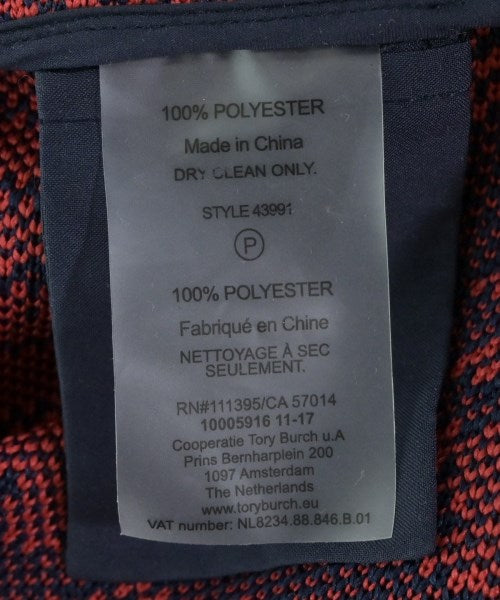 100% POLYESTER
Made in China
DRY CLEAN ONLY.
STYLE 43991
P
100% POLYESTER
Fabriqué en Chine
NETTOYAGE À SEC
SEULEMENT.
RN#111395/CA 57014
10005916 11-17
Cooperatie Tory Burch u.A
Prins Bernharplein 200
1097 Amsterdam
The Netherlands
www.toryburch.eu
VAT number: NL8234.88.846.B.01